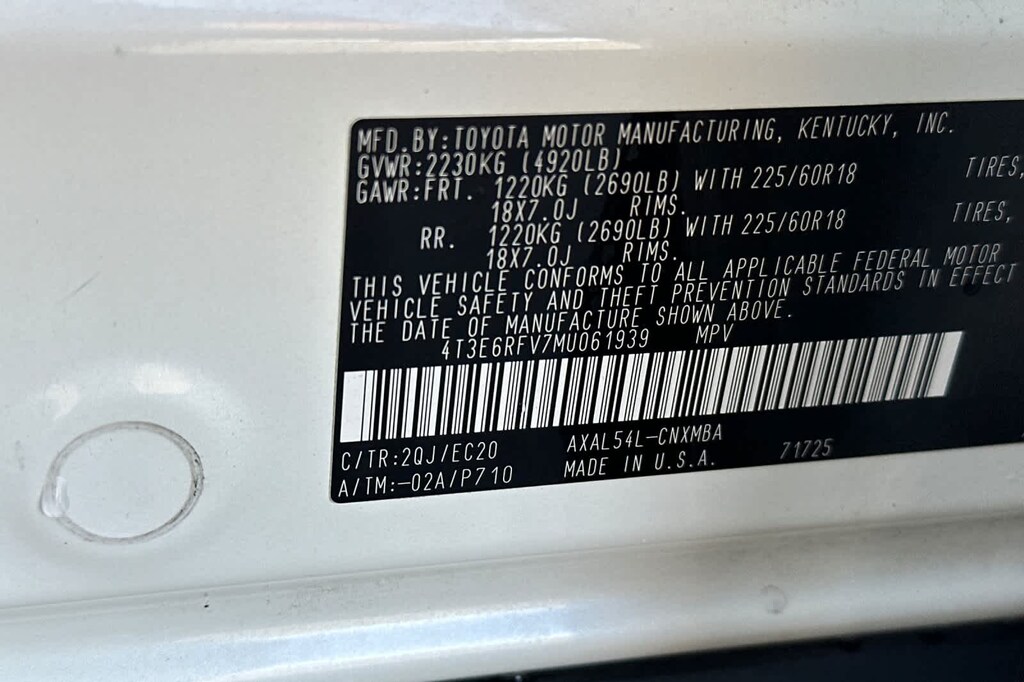 MFD.BY:TOYOTA MOTOR MANUFACTURING, KENTUCKY, INC.
GVWR:2230KG (4920LB)
GAWR:FRT. 1220KG (2690LB) WITH 225/60R18 TIRES,
18X7.0J RIMS.
RR. 1220KG (2690LB) WITH 225/60R18 TIRES,
18X7.0J RIMS.
THIS VEHICLE CONFORMS TO ALL APPLICABLE FEDERAL MOTOR
VEHICLE SAFETY AND THEFT PREVENTION STANDARDS IN EFFECT
THE DATE OF MANUFACTURE SHOWN ABOVE.
4T3E6RFV7MU061939 MPV
C/TR:2QJ/EC20 AXAL54L-CNXMBA 71725
A/TM:-02A/P710 MADE IN U.S.A.